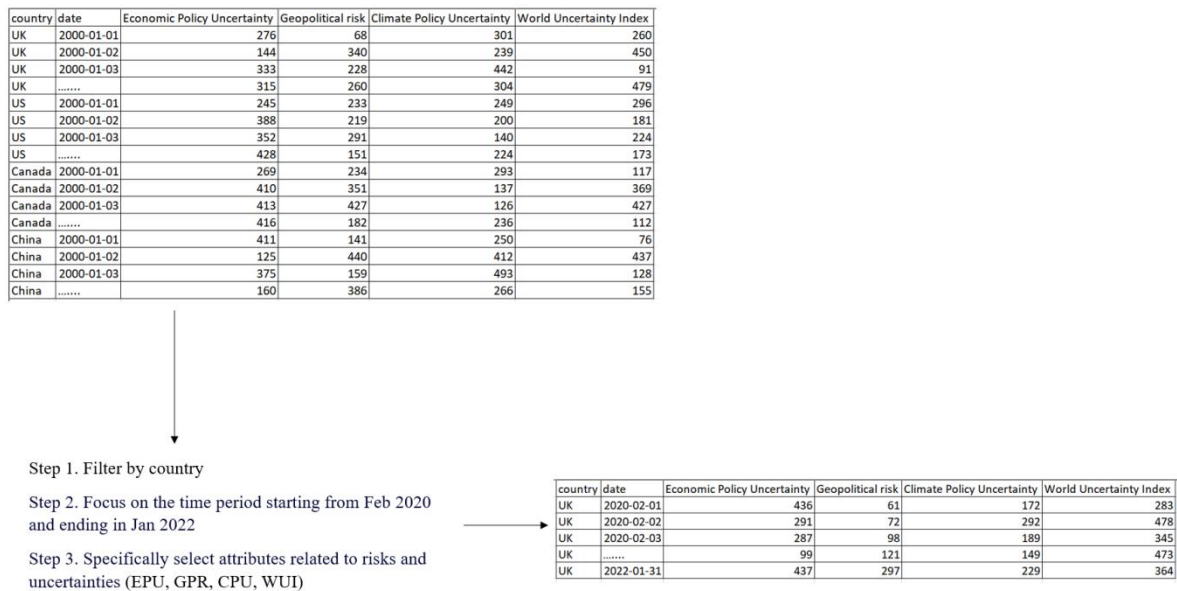 country date Economic Policy Uncertainty Geopolitical risk Climate Policy Uncertainty World Uncertainty Index
UK 2000-01-01 276 68 301 260
UK 2000-01-02 144 340 239 450
UK 2000-01-03 333 228 442 91
UK ....... 315 260 304 479
US 2000-01-01 245 233 249 296
US 2000-01-02 388 219 200 181
US 2000-01-03 352 291 140 224
US ....... 428 151 224 173
Canada 2000-01-01 269 234 293 117
Canada 2000-01-02 410 351 137 369
Canada 2000-01-03 413 427 126 427
Canada ....... 416 182 236 112
China 2000-01-01 411 141 250 76
China 2000-01-02 125 440 412 437
China 2000-01-03 375 159 493 128
China ....... 160 386 266 155
Step 1. Filter by country
Step 2. Focus on the time period starting from Feb 2020
and ending in Jan 2022
Step 3. Specifically select attributes related to risks and
uncertainties (EPU, GPR, CPU, WUI)
country date Economic Policy Uncertainty Geopolitical risk Climate Policy Uncertainty World Uncertainty Index
UK 2020-02-01 436 61 172 283
UK 2020-02-02 291 72 292 478
UK 2020-02-03 287 98 189 345
UK ....... 99 121 149 473
UK 2022-01-31 437 297 229 364